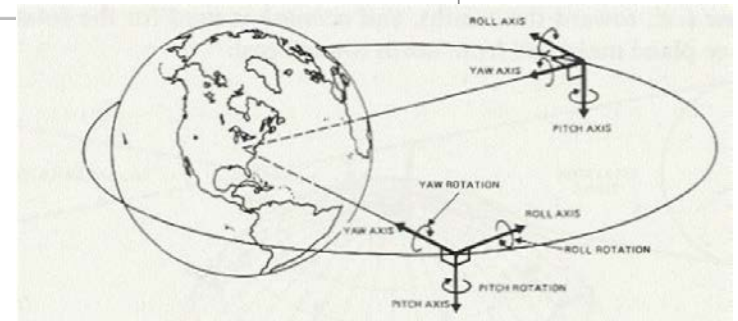 ROLL AXIS
YAW AXIS
PITCH AXIS
YAW ROTATION
ROLL AXIS
YAW AXIS
ROLL ROTATION
PITCH ROTATION
PITCH AXIS